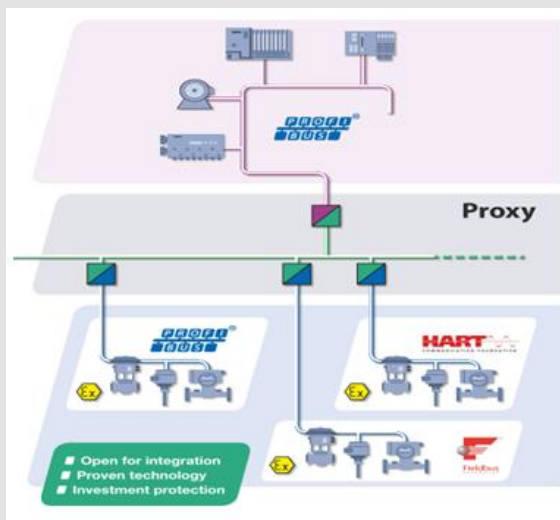 PROFI
BUS
Proxy
PROFI
BUS
HART
COMMUNICATION FOUNDATION
Ex
Ex
Ex
Fieldbus
Open for integration
Proven technology
Investment protection